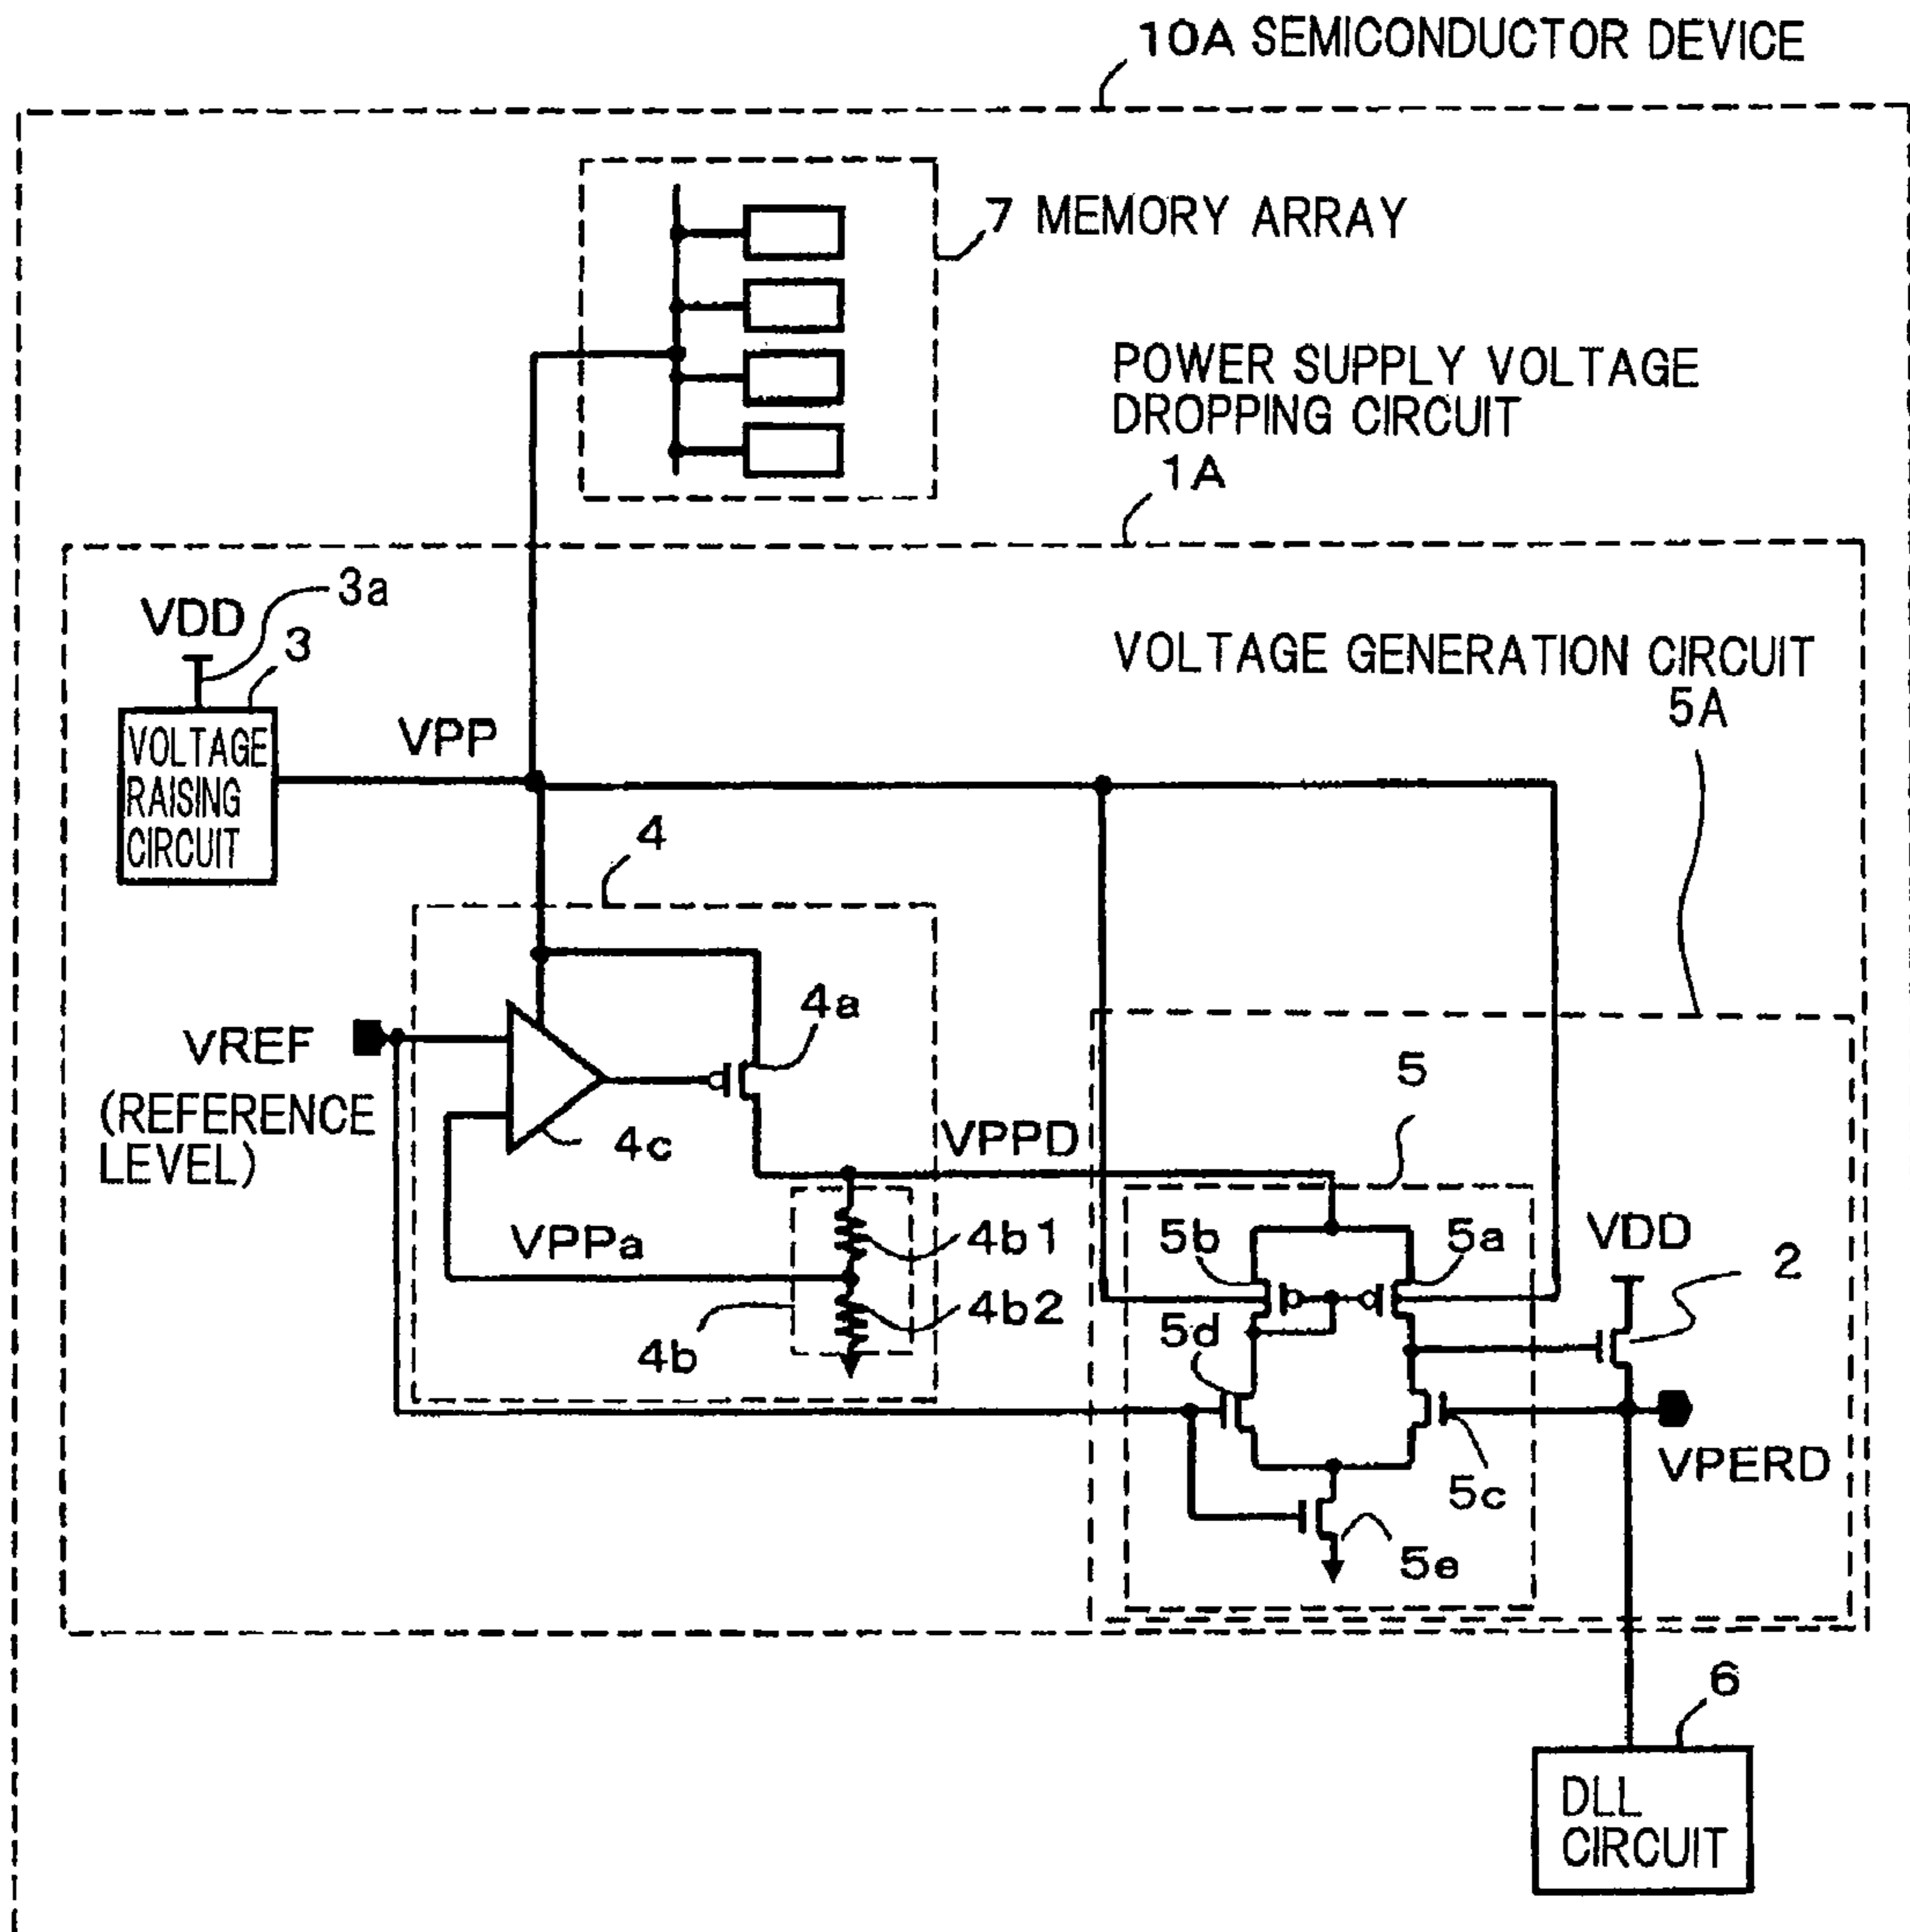 10A SEMICONDUCTOR DEVICE
7 MEMORY ARRAY
POWER SUPPLY VOLTAGE
DROPPING CIRCUIT
1A
3a
VDD
3
VOLTAGE GENERATION CIRCUIT
5A
VPP
VOLTAGE
RAISING
CIRCUIT
4
4a
VREF
(REFERENCE
LEVEL)
4c
5
VPPD
VPPa
4b1
5b
5a
VDD
2
4b2
5d
4b
VPERD
5c
5e
6
DLL
CIRCUIT